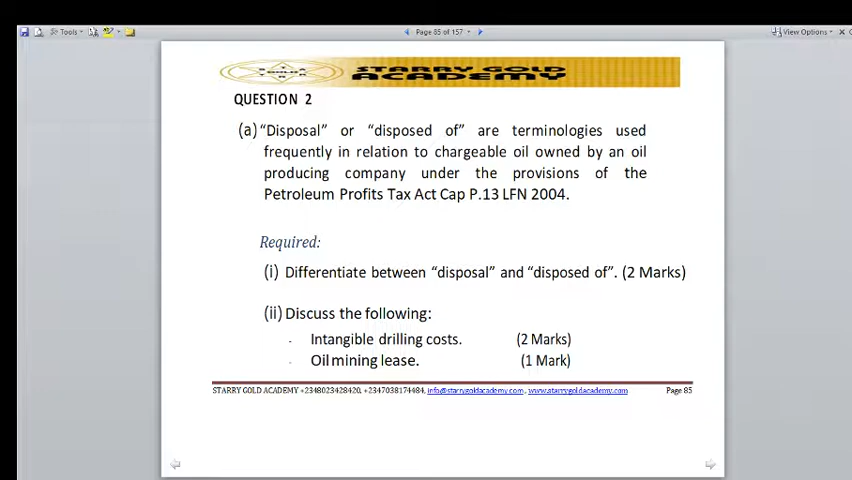 Tools
Page 85 of 157
View Options
STARRY GOLD
ACADEMY
QUESTION 2
(a) “Disposal” or “disposed of” are terminologies used
frequently in relation to chargeable oil owned by an oil
producing company under the provisions of the
Petroleum Profits Tax Act Cap P.13 LFN 2004.
Required:
(i) Differentiate between “disposal” and “disposed of”. (2 Marks)
(ii) Discuss the following:
- Intangible drilling costs. (2 Marks)
- Oil mining lease. (1 Mark)
STARRY GOLD ACADEMY +2348023428420, +2347038174484, info@starrygoldacademy.com, www.starrygoldacademy.com Page 85